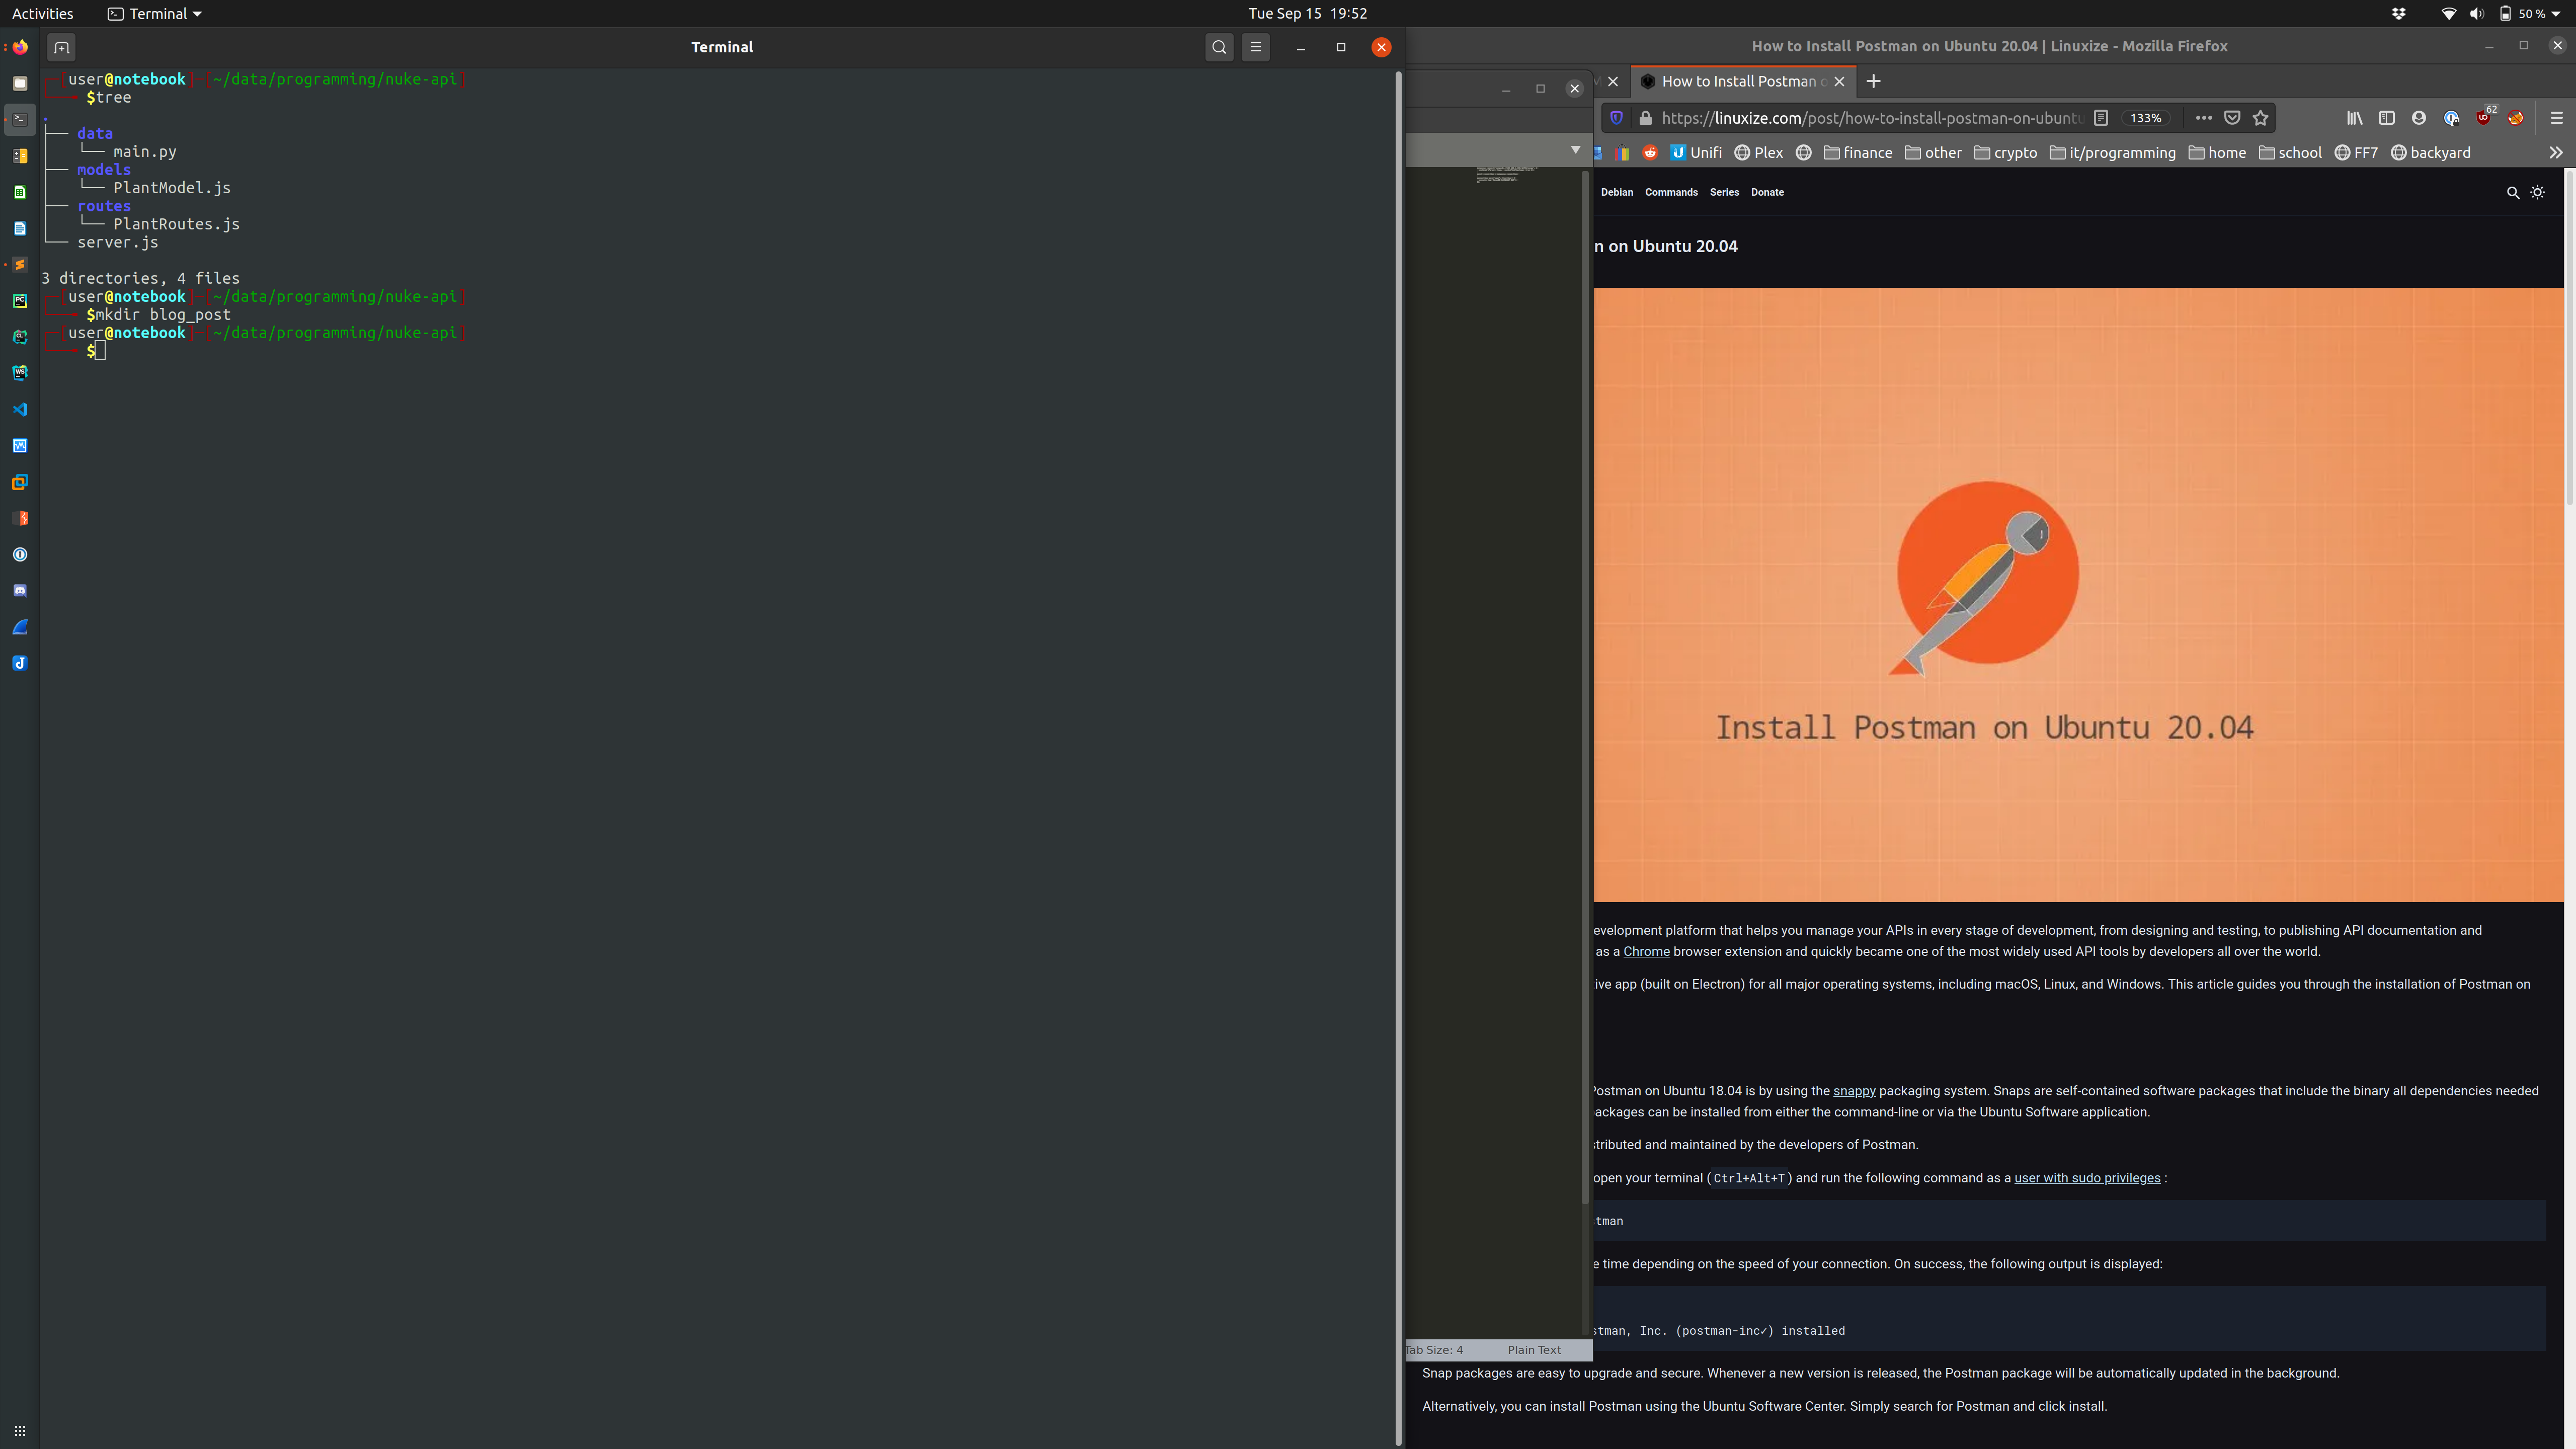 Activities Terminal Tue Sep 15 19:52 50 %
Terminal
┌─[user@notebook]─[~/data/programming/nuke-api]
└──── $tree
.
├── data
│   └── main.py
├── models
│   └── PlantModel.js
├── routes
│   └── PlantRoutes.js
└── server.js
3 directories, 4 files
┌─[user@notebook]─[~/data/programming/nuke-api]
└──── $mkdir blog_post
┌─[user@notebook]─[~/data/programming/nuke-api]
└──── $
Tab Size: 4 Plain Text
How to Install Postman on Ubuntu 20.04 | Linuxize - Mozilla Firefox
How to Install Postman o
https://linuxize.com/post/how-to-install-postman-on-ubuntu 133% 62
Unifi Plex finance other crypto it/programming home school FF7 backyard
Debian Commands Series Donate
n on Ubuntu 20.04
Install Postman on Ubuntu 20.04
evelopment platform that helps you manage your APIs in every stage of development, from designing and testing, to publishing API documentation and
as a Chrome browser extension and quickly became one of the most widely used API tools by developers all over the world.
tive app (built on Electron) for all major operating systems, including macOS, Linux, and Windows. This article guides you through the installation of Postman on
Postman on Ubuntu 18.04 is by using the snappy packaging system. Snaps are self-contained software packages that include the binary all dependencies needed
ackages can be installed from either the command-line or via the Ubuntu Software application.
stributed and maintained by the developers of Postman.
open your terminal (Ctrl+Alt+T) and run the following command as a user with sudo privileges :
stman
e time depending on the speed of your connection. On success, the following output is displayed:
stman, Inc. (postman-inc✓) installed
Snap packages are easy to upgrade and secure. Whenever a new version is released, the Postman package will be automatically updated in the background.
Alternatively, you can install Postman using the Ubuntu Software Center. Simply search for Postman and click install.